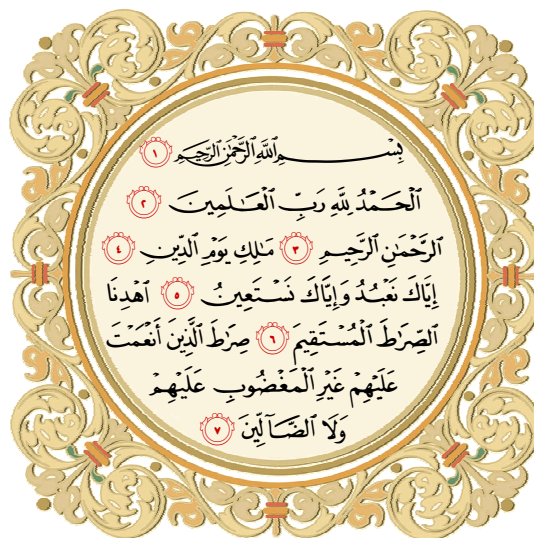 بِسْمِ ٱللَّهِ ٱلرَّحْمَٰنِ ٱلرَّحِيمِ ١
ٱلْحَمْدُ لِلَّهِ رَبِّ ٱلْعَٰلَمِينَ ٢
ٱلرَّحْمَٰنِ ٱلرَّحِيمِ ٣ مَٰلِكِ يَوْمِ ٱلدِّينِ ٤
إِيَّاكَ نَعْبُدُ وَإِيَّاكَ نَسْتَعِينُ ٥ ٱهْدِنَا
ٱلصِّرَٰطَ ٱلْمُسْتَقِيمَ ٦ صِرَٰطَ ٱلَّذِينَ أَنْعَمْتَ
عَلَيْهِمْ غَيْرِ ٱلْمَغْضُوبِ عَلَيْهِمْ
وَلَا ٱلضَّآلِّينَ ٧